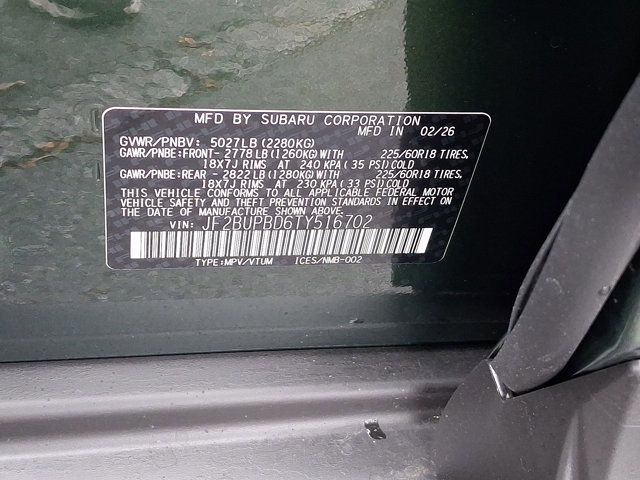 MFD BY SUBARU CORPORATION
GVWR/PNBV: 5027LB (2280KG) MFD IN 02/26
GAWR/PNBE:FRONT- 2778LB(1260KG)WITH 225/60R18 TIRES,
18X7J RIMS AT 240 KPA(35 PSI)COLD
GAWR/PNBE:REAR - 2822LB(1280KG)WITH 225/60R18 TIRES,
18X7J RIMS AT 230 KPA(33 PSI)COLD
THIS VEHICLE CONFORMS TO ALL APPLICABLE FEDERAL MOTOR
VEHICLE SAFETY AND THEFT PREVENTION STANDARDS IN EFFECT ON
THE DATE OF MANUFACTURE SHOWN ABOVE.
VIN: JF2BUPBD6TY516702
TYPE:MPV/VTUM ICES/NMB-002